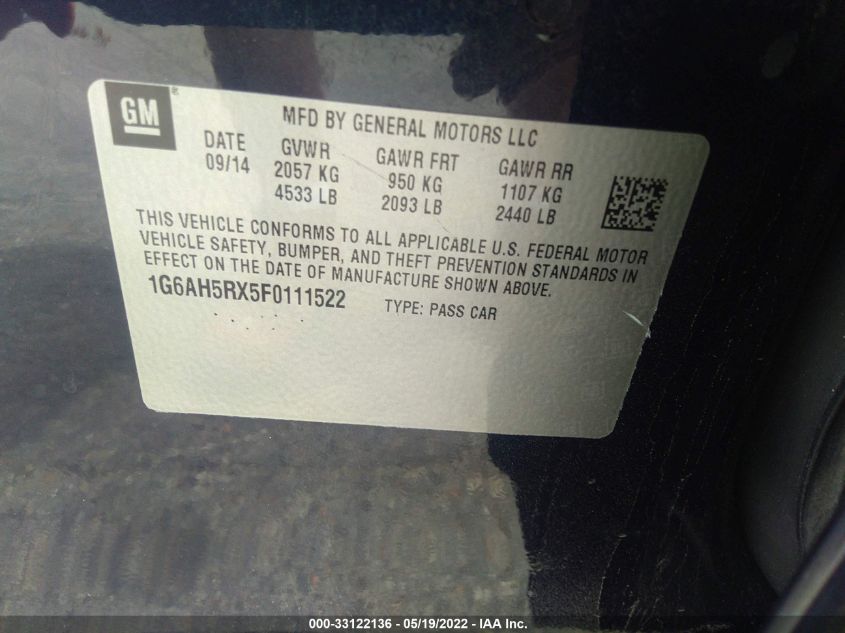 GM®
MFD BY GENERAL MOTORS LLC
DATE GVWR GAWR FRT GAWR RR
09/14 2057 KG 950 KG 1107 KG
4533 LB 2093 LB 2440 LB
THIS VEHICLE CONFORMS TO ALL APPLICABLE U.S. FEDERAL MOTOR
VEHICLE SAFETY, BUMPER, AND THEFT PREVENTION STANDARDS IN
EFFECT ON THE DATE OF MANUFACTURE SHOWN ABOVE.
1G6AH5RX5F0111522 TYPE: PASS CAR
000-33122136 - 05/19/2022 - IAA Inc.